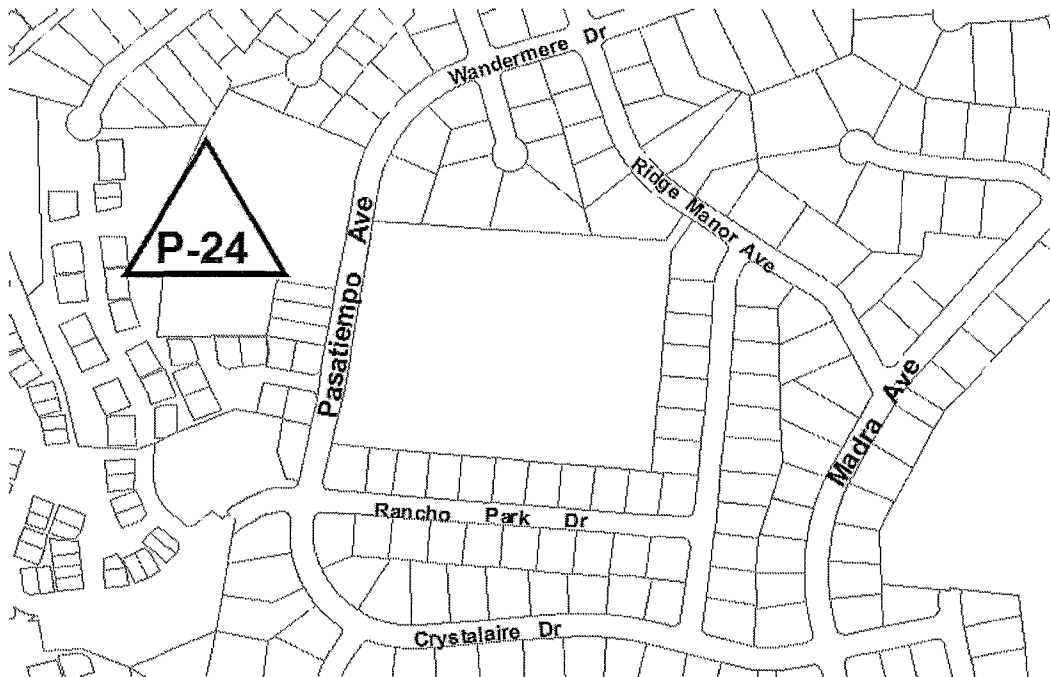 Wandermere Dr
Ridge Manor Ave
P-24
Pasatiempo Ave
Madra Ave
Rancho Park Dr
Crystalaire Dr